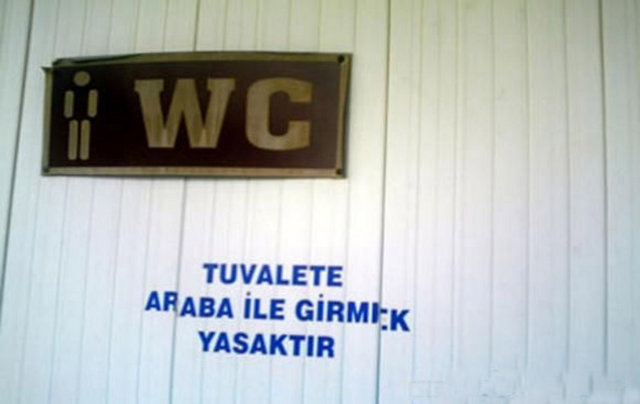 WC
TUVALETE
ARABA İLE GİRMEK
YASAKTIR